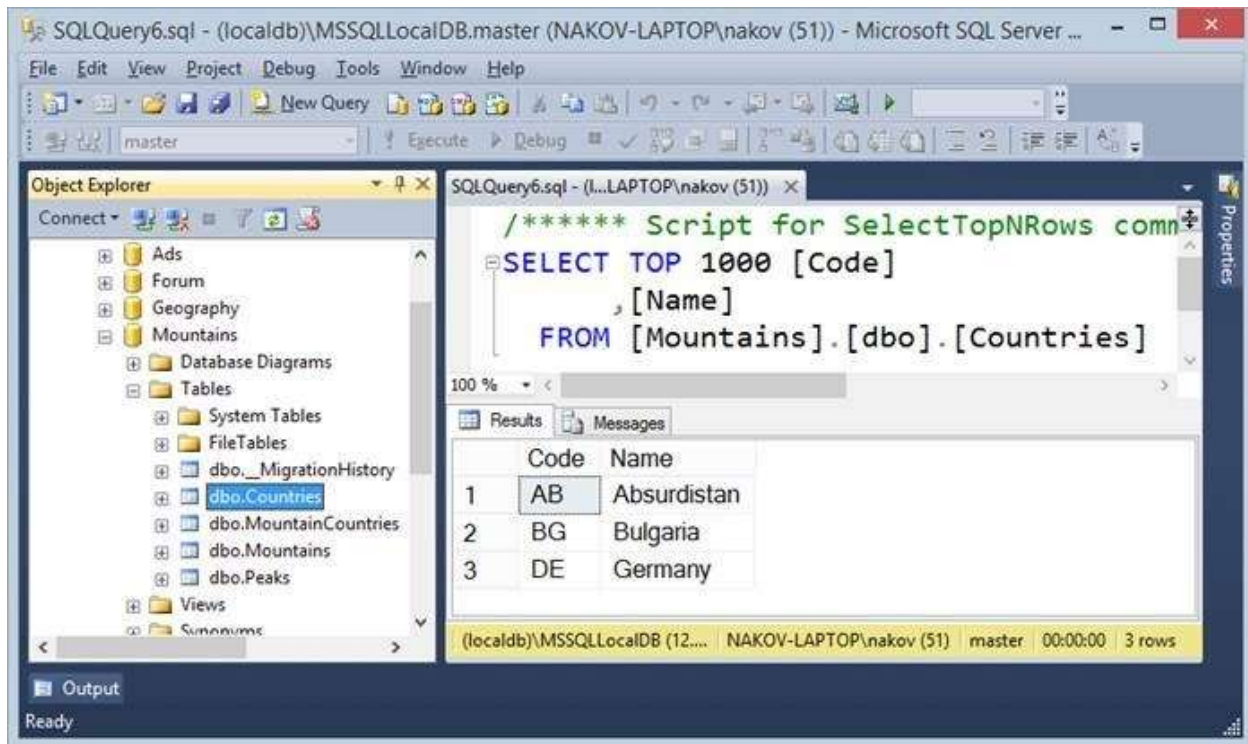 SQLQuery6.sql - (localdb)\MSSQLLocalDB.master (NAKOV-LAPTOP\nakov (51)) - Microsoft SQL Server ...
File Edit View Project Debug Tools Window Help
New Query
master
Execute Debug
Object Explorer
Connect
Ads
Forum
Geography
Mountains
Database Diagrams
Tables
System Tables
FileTables
dbo.__MigrationHistory
dbo.Countries
dbo.MountainCountries
dbo.Mountains
dbo.Peaks
Views
Synonyms
SQLQuery6.sql - (l...LAPTOP\nakov (51))
/****** Script for SelectTopNRows comm
SELECT TOP 1000 [Code]
,[Name]
FROM [Mountains].[dbo].[Countries]
100 %
Results Messages
Code Name
1 AB Absurdistan
2 BG Bulgaria
3 DE Germany
(localdb)\MSSQLLocalDB (12.... NAKOV-LAPTOP\nakov (51) master 00:00:00 3 rows
Properties
Output
Ready